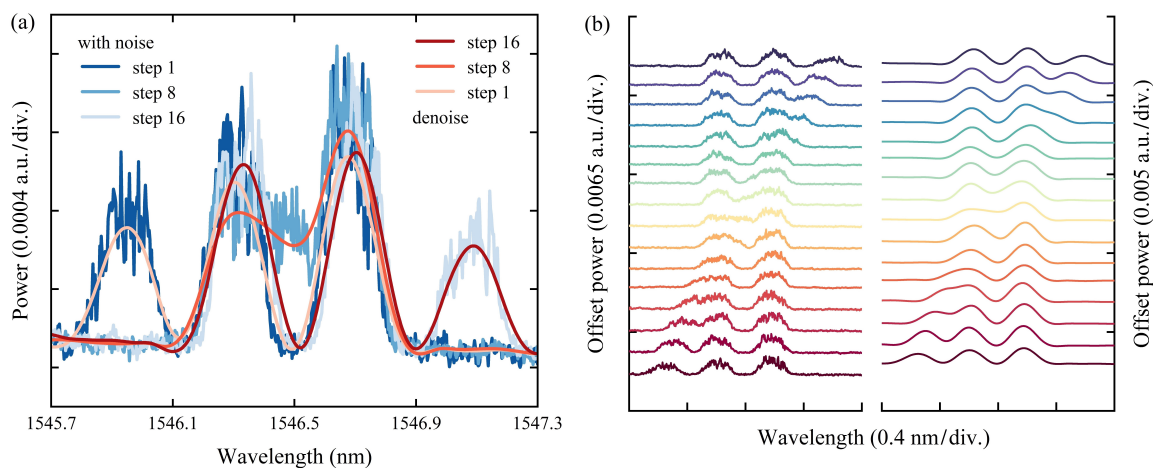 (a)
with noise
step 1
step 8
step 16
step 16
step 8
step 1
denoise
Power (0.0004 a.u./div.)
1545.7
1546.1
1546.5
1546.9
1547.3
Wavelength (nm)
(b)
Offset power (0.0065 a.u./div.)
Offset power (0.005 a.u./div.)
Wavelength (0.4 nm/div.)